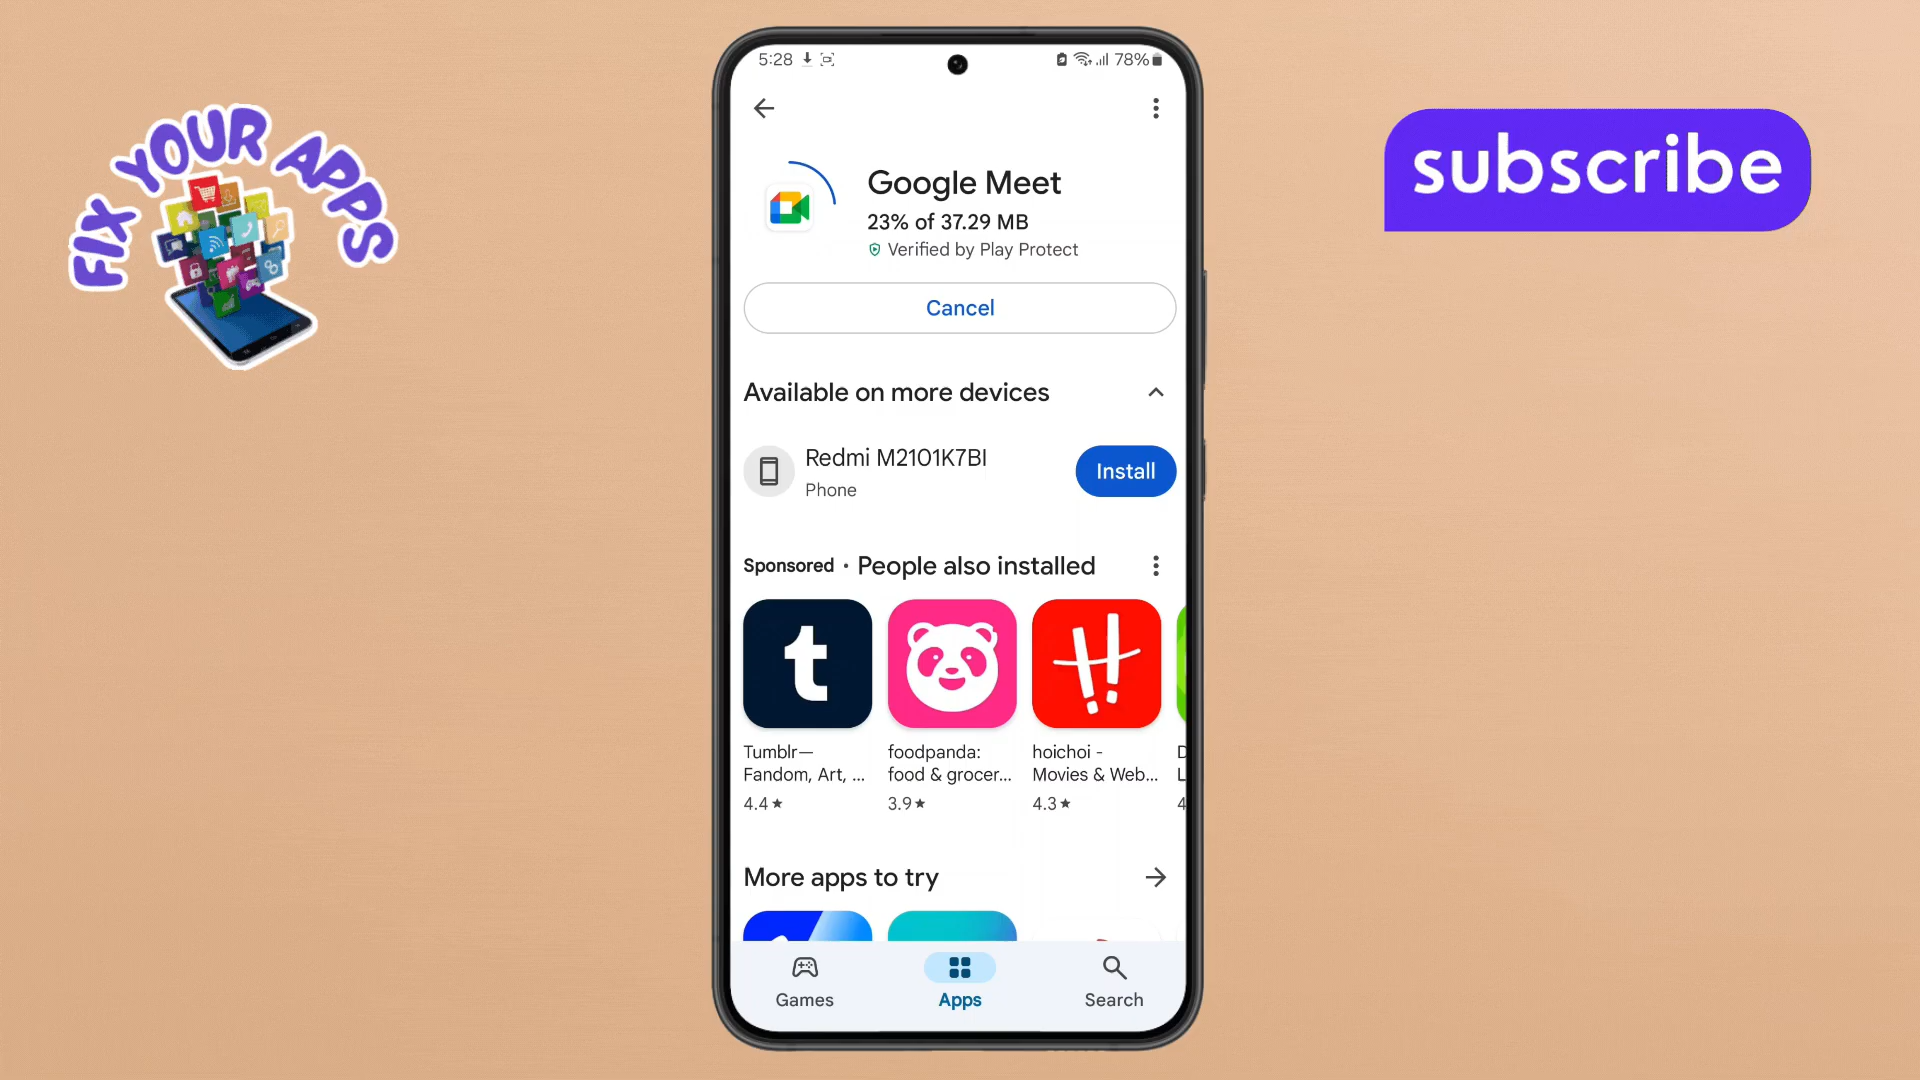 FIX YOUR APPS
subscribe
5:28
78%
Google Meet
23% of 37.29 MB
Verified by Play Protect
Cancel
Available on more devices
Redmi M2101K7BI
Phone
Install
Sponsored · People also installed
Tumblr—
Fandom, Art, ...
4.4★
foodpanda:
food & grocer...
3.9★
hoichoi -
Movies & Web...
4.3★
D
L
4
More apps to try
Games
Apps
Search